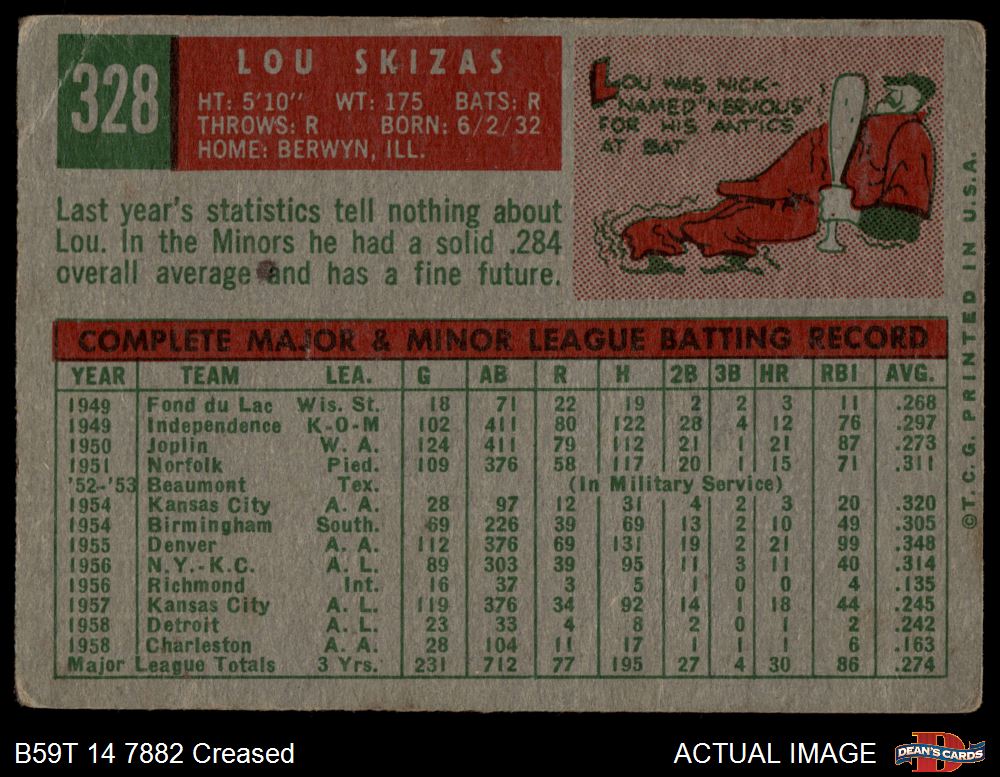 328
LOU SKIZAS
HT: 5'10" WT: 175 BATS: R
THROWS: R BORN: 6/2/32
HOME: BERWYN, ILL.
LOU WAS NICK-
NAMED "NERVOUS"
FOR HIS ANTICS
AT BAT
Last year's statistics tell nothing about
Lou. In the Minors he had a solid .284
overall average and has a fine future.
COMPLETE MAJOR & MINOR LEAGUE BATTING RECORD
YEAR TEAM LEA. G AB R H 2B 3B HR RBI AVG.
1949 Fond du Lac Wis. St. 18 71 22 19 2 2 3 11 .268
1949 Independence K-O-M 102 411 80 122 28 4 12 76 .297
1950 Joplin W. A. 124 411 79 112 21 1 21 87 .273
1951 Norfolk Pied. 109 376 58 117 20 1 15 71 .311
'52-'53 Beaumont Tex. (In Military Service)
1954 Kansas City A. A. 28 97 12 31 4 2 3 20 .320
1954 Birmingham South. 69 226 39 69 13 2 10 49 .305
1955 Denver A. A. 112 376 69 131 19 2 21 99 .348
1956 N.Y.-K.C. A. L. 89 303 39 95 11 3 11 40 .314
1956 Richmond Int. 16 37 3 5 1 0 0 4 .135
1957 Kansas City A. L. 119 376 34 92 14 1 18 44 .245
1958 Detroit A. L. 23 33 4 8 2 0 1 2 .242
1958 Charleston A. A. 28 104 11 17 1 1 1 6 .163
Major League Totals 3 Yrs. 231 712 77 195 27 4 30 86 .274
©T.C.G. PRINTED IN U.S.A.
B59T 14 7882 Creased
ACTUAL IMAGE
DEAN'S CARDS